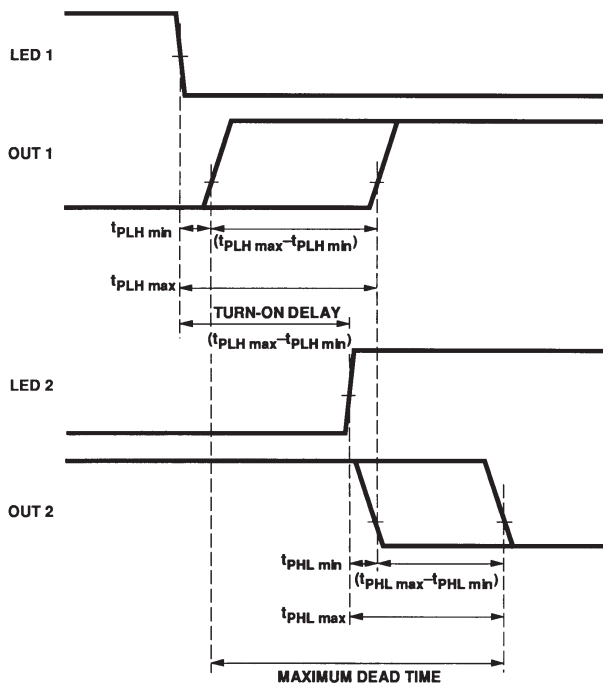 LED 1
OUT 1
tPLH min
(tPLH max–tPLH min)
tPLH max
TURN-ON DELAY
(tPLH max–tPLH min)
LED 2
OUT 2
tPHL min
(tPHL max–tPHL min)
tPHL max
MAXIMUM DEAD TIME